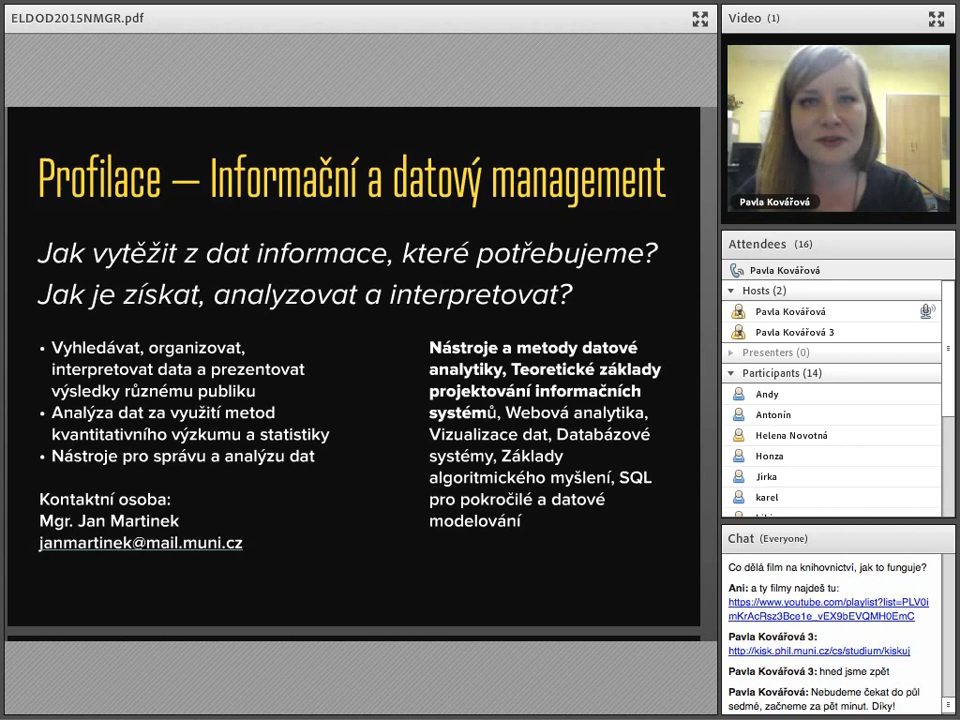 ELDOD2015NMGR.pdf
Profilace – Informační a datový management
Jak vytěžit z dat informace, které potřebujeme?
Jak je získat, analyzovat a interpretovat?
• Vyhledávat, organizovat,
interpretovat data a prezentovat
výsledky různému publiku
• Analýza dat za využití metod
kvantitativního výzkumu a statistiky
• Nástroje pro správu a analýzu dat
Kontaktní osoba:
Mgr. Jan Martinek
janmartinek@mail.muni.cz
Nástroje a metody datové
analytiky, Teoretické základy
projektování informačních
systémů, Webová analytika,
Vizualizace dat, Databázové
systémy, Základy
algoritmického myšlení, SQL
pro pokročilé a datové
modelování
Video (1)
Pavla Kovářová
Attendees (16)
Pavla Kovářová
Hosts (2)
Pavla Kovářová
Pavla Kovářová 3
Presenters (0)
Participants (14)
Andy
Antonín
Helena Novotná
Honza
Jirka
karel
Chat (Everyone)
Co dělá film na knihovnictví, jak to funguje?
Ani: a ty filmy najdeš tu:
https://www.youtube.com/playlist?list=PLV0i
mKrAcRsz3Bce1e_vEX9bEVQMH0EmC
Pavla Kovářová 3:
http://kisk.phil.muni.cz/cs/studium/kiskuj
Pavla Kovářová 3: hned jsme zpět
Pavla Kovářová: Nebudeme čekat do půl
sedmé, začneme za pět minut. Díky!